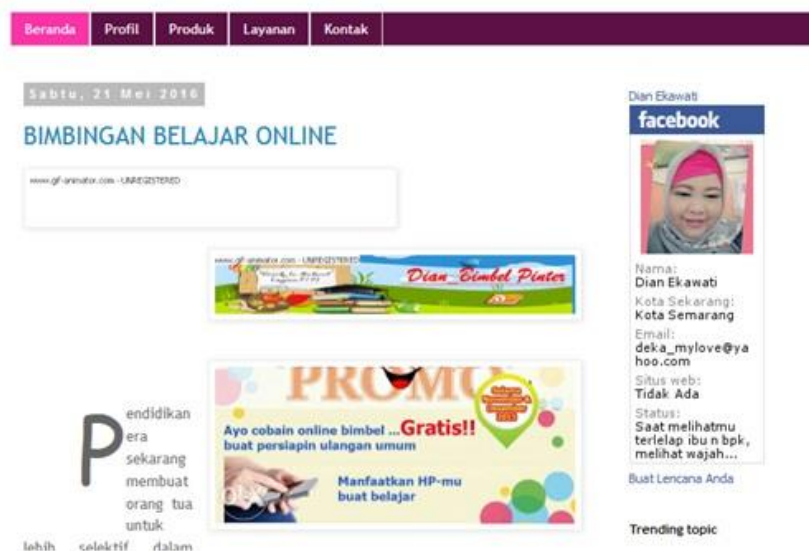 Beranda Profil Produk Layanan Kontak
Sabtu, 21 Mei 2016
BIMBINGAN BELAJAR ONLINE
www.gif-animator.com - UNREGISTERED
www.gif-animator.com - UNREGISTERED
Dian_Bimbel Pinter
PROMO
Ayo cobain online bimbel ...Gratis!!
buat persiapin ulangan umum
Manfaatkan HP-mu
buat belajar
Pendidikan
era
sekarang
membuat
orang tua
untuk
lebih selektif dalam
Dian Ekawati
facebook
Nama:
Dian Ekawati
Kota Sekarang:
Kota Semarang
Email:
deka_mylove@ya
hoo.com
Situs web:
Tidak Ada
Status:
Saat melihatmu
terlelap ibu n bpk,
melihat wajah...
Buat Lencana Anda
Trending topic